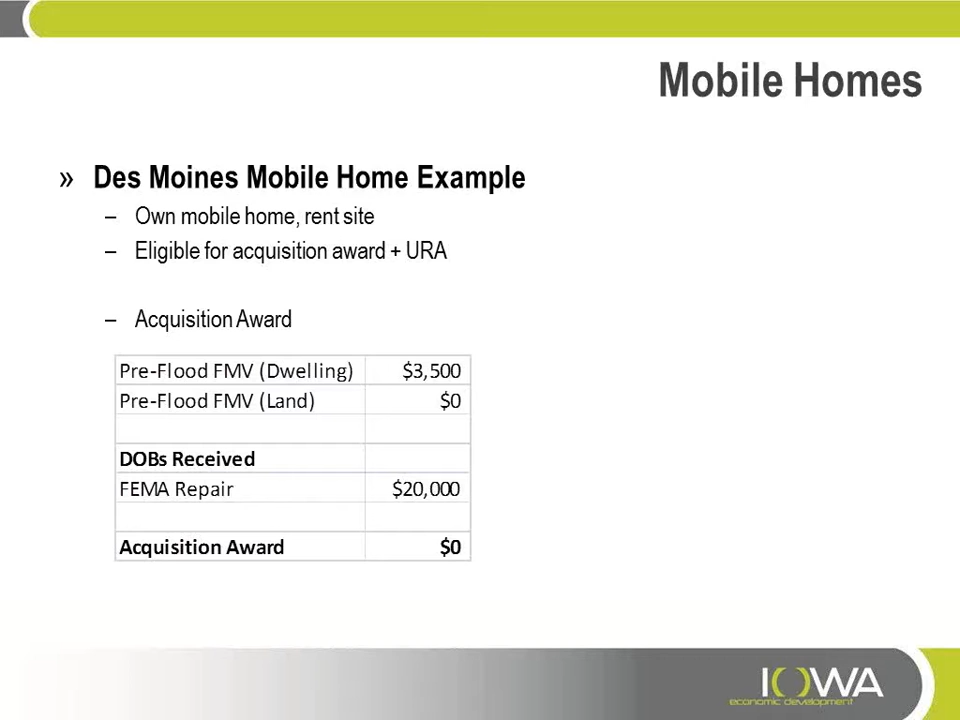 Mobile Homes
» Des Moines Mobile Home Example
– Own mobile home, rent site
– Eligible for acquisition award + URA
– Acquisition Award
Pre-Flood FMV (Dwelling) $3,500
Pre-Flood FMV (Land) $0
DOBs Received
FEMA Repair $20,000
Acquisition Award $0
IOWA
economic development